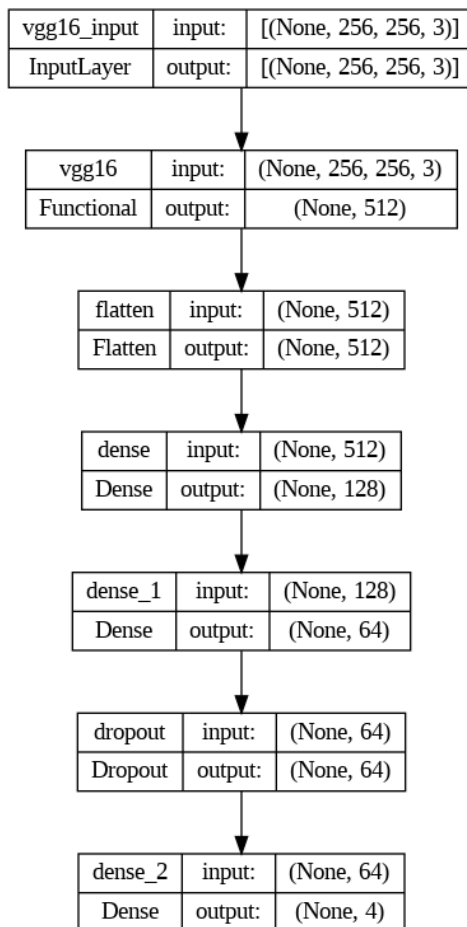 vgg16_input input: [(None, 256, 256, 3)]
InputLayer output: [(None, 256, 256, 3)]
vgg16 input: (None, 256, 256, 3)
Functional output: (None, 512)
flatten input: (None, 512)
Flatten output: (None, 512)
dense input: (None, 512)
Dense output: (None, 128)
dense_1 input: (None, 128)
Dense output: (None, 64)
dropout input: (None, 64)
Dropout output: (None, 64)
dense_2 input: (None, 64)
Dense output: (None, 4)